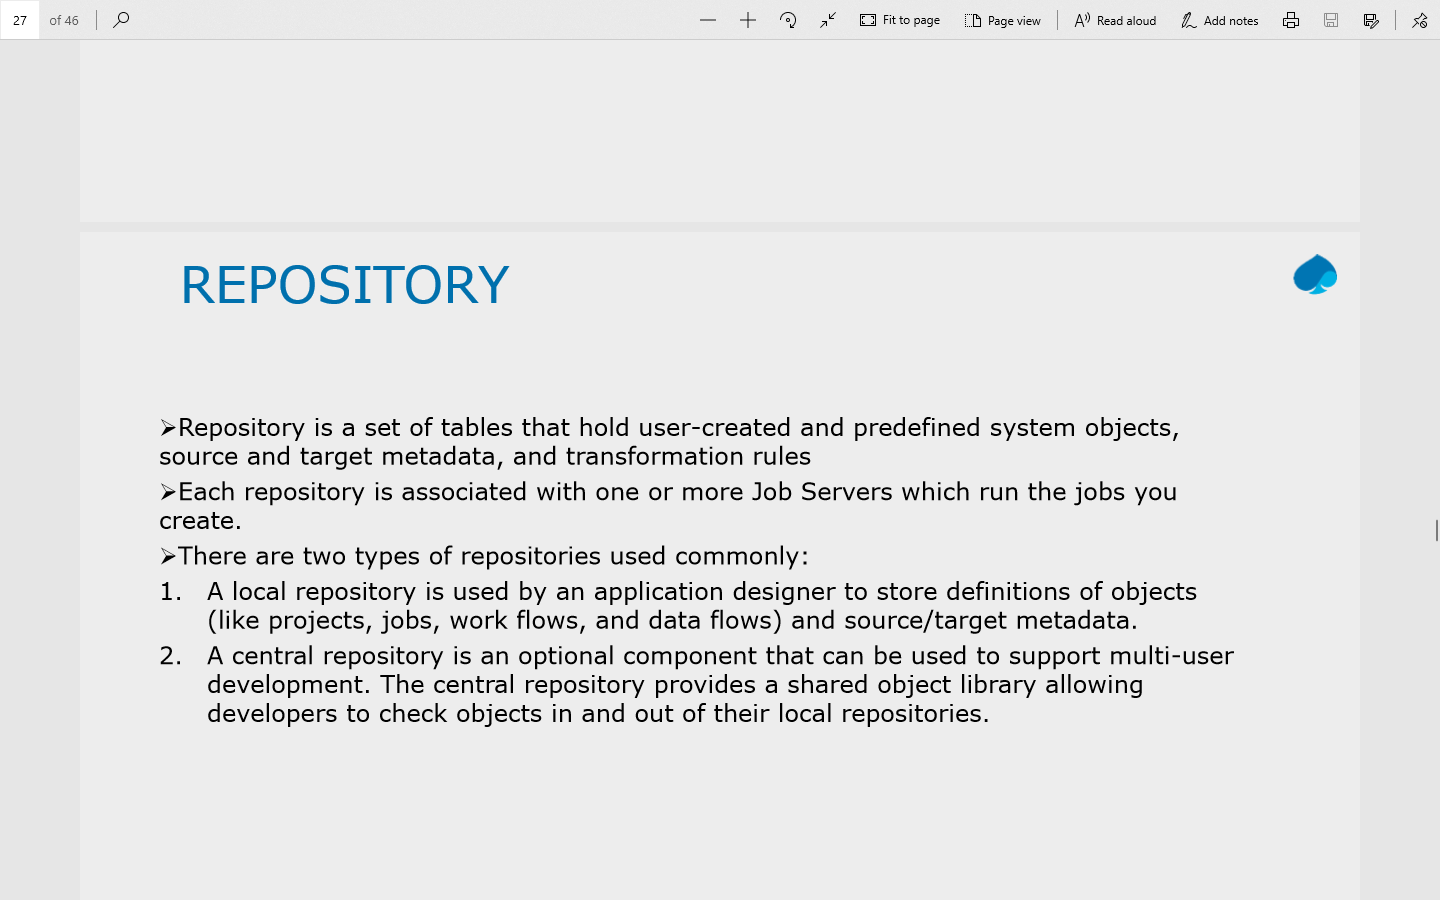 27 of 46 Fit to page Page view Read aloud Add notes
REPOSITORY
➢Repository is a set of tables that hold user-created and predefined system objects,
source and target metadata, and transformation rules
➢Each repository is associated with one or more Job Servers which run the jobs you
create.
➢There are two types of repositories used commonly:
1. A local repository is used by an application designer to store definitions of objects
(like projects, jobs, work flows, and data flows) and source/target metadata.
2. A central repository is an optional component that can be used to support multi-user
development. The central repository provides a shared object library allowing
developers to check objects in and out of their local repositories.